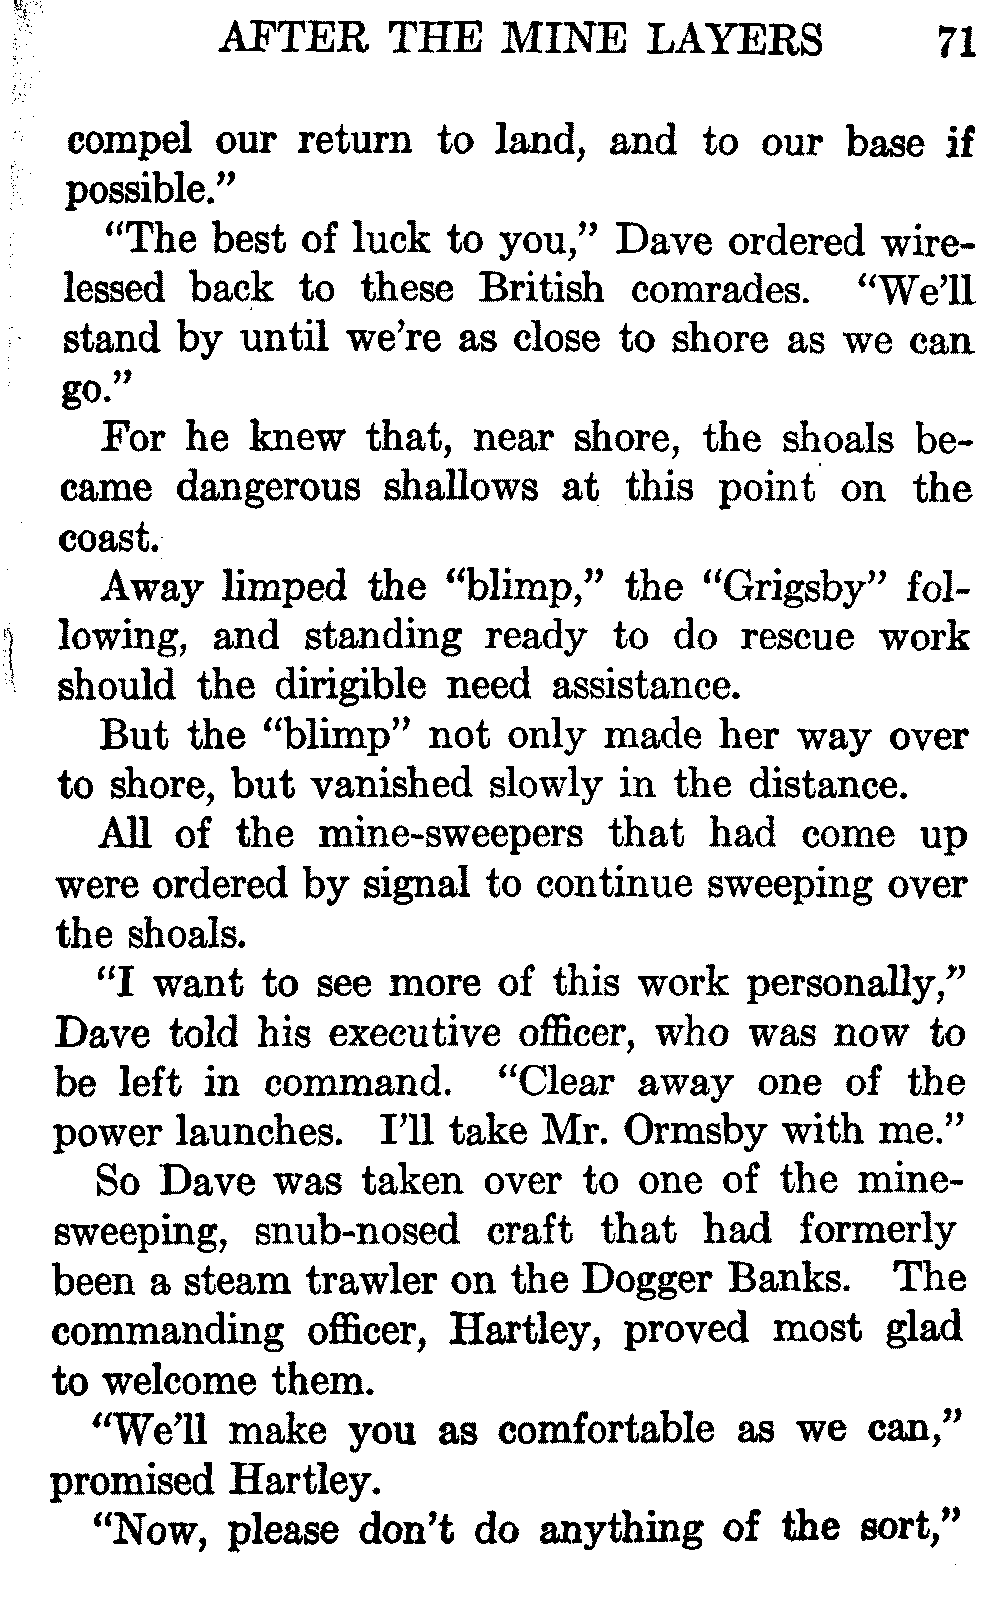 AFTER THE MINE LAYERS 71
compel our return to land, and to our base if
possible."
"The best of luck to you," Dave ordered wire-
lessed back to these British comrades. "We'll
stand by until we're as close to shore as we can
go."
For he knew that, near shore, the shoals be-
came dangerous shallows at this point on the
coast.
Away limped the "blimp," the "Grigsby" fol-
lowing, and standing ready to do rescue work
should the dirigible need assistance.
But the "blimp" not only made her way over
to shore, but vanished slowly in the distance.
All of the mine-sweepers that had come up
were ordered by signal to continue sweeping over
the shoals.
"I want to see more of this work personally,"
Dave told his executive officer, who was now to
be left in command. "Clear away one of the
power launches. I'll take Mr. Ormsby with me."
So Dave was taken over to one of the mine-
sweeping, snub-nosed craft that had formerly
been a steam trawler on the Dogger Banks. The
commanding officer, Hartley, proved most glad
to welcome them.
"We'll make you as comfortable as we can,"
promised Hartley.
"Now, please don't do anything of the sort,"